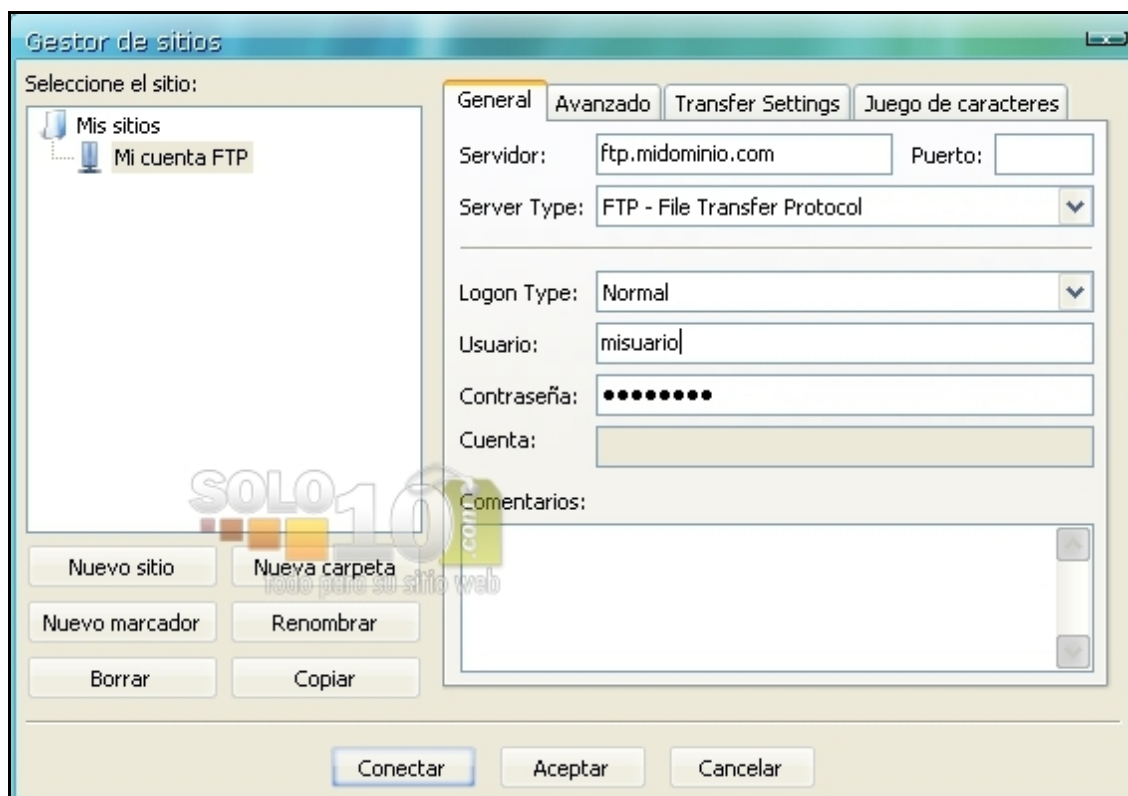 Gestor de sitios
Seleccione el sitio:
Mis sitios
Mi cuenta FTP
Nuevo sitio
Nueva carpeta
Nuevo marcador
Renombrar
Borrar
Copiar
General
Avanzado
Transfer Settings
Juego de caracteres
Servidor: ftp.midominio.com Puerto:
Server Type: FTP - File Transfer Protocol
Logon Type: Normal
Usuario: misuario
Contraseña: ●●●●●●●●
Cuenta:
Comentarios:
SOLO10.com
Todo para su sitio web
Conectar
Aceptar
Cancelar